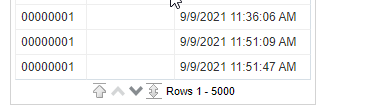 00000001 9/9/2021 11:36:06 AM
00000001 9/9/2021 11:51:09 AM
00000001 9/9/2021 11:51:47 AM
Rows 1 - 5000